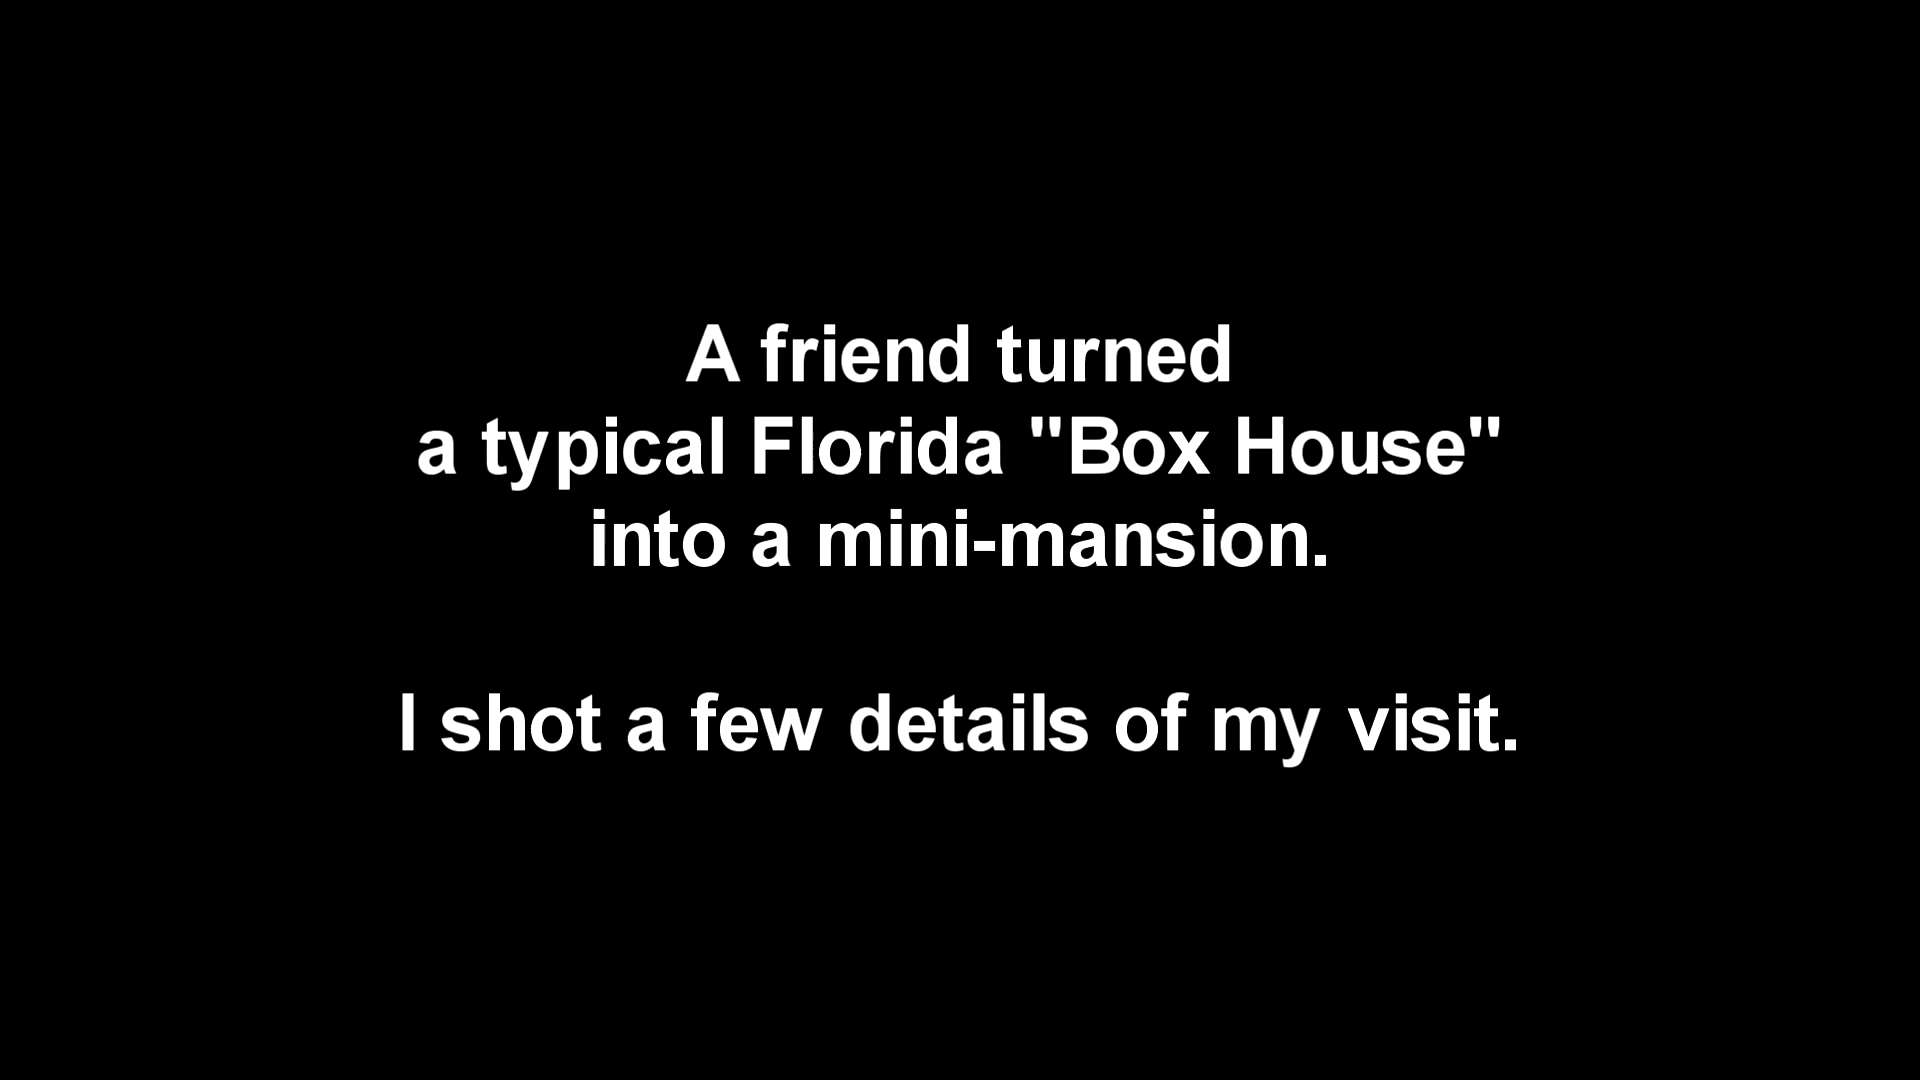 A friend turned
a typical Florida "Box House"
into a mini-mansion.
I shot a few details of my visit.